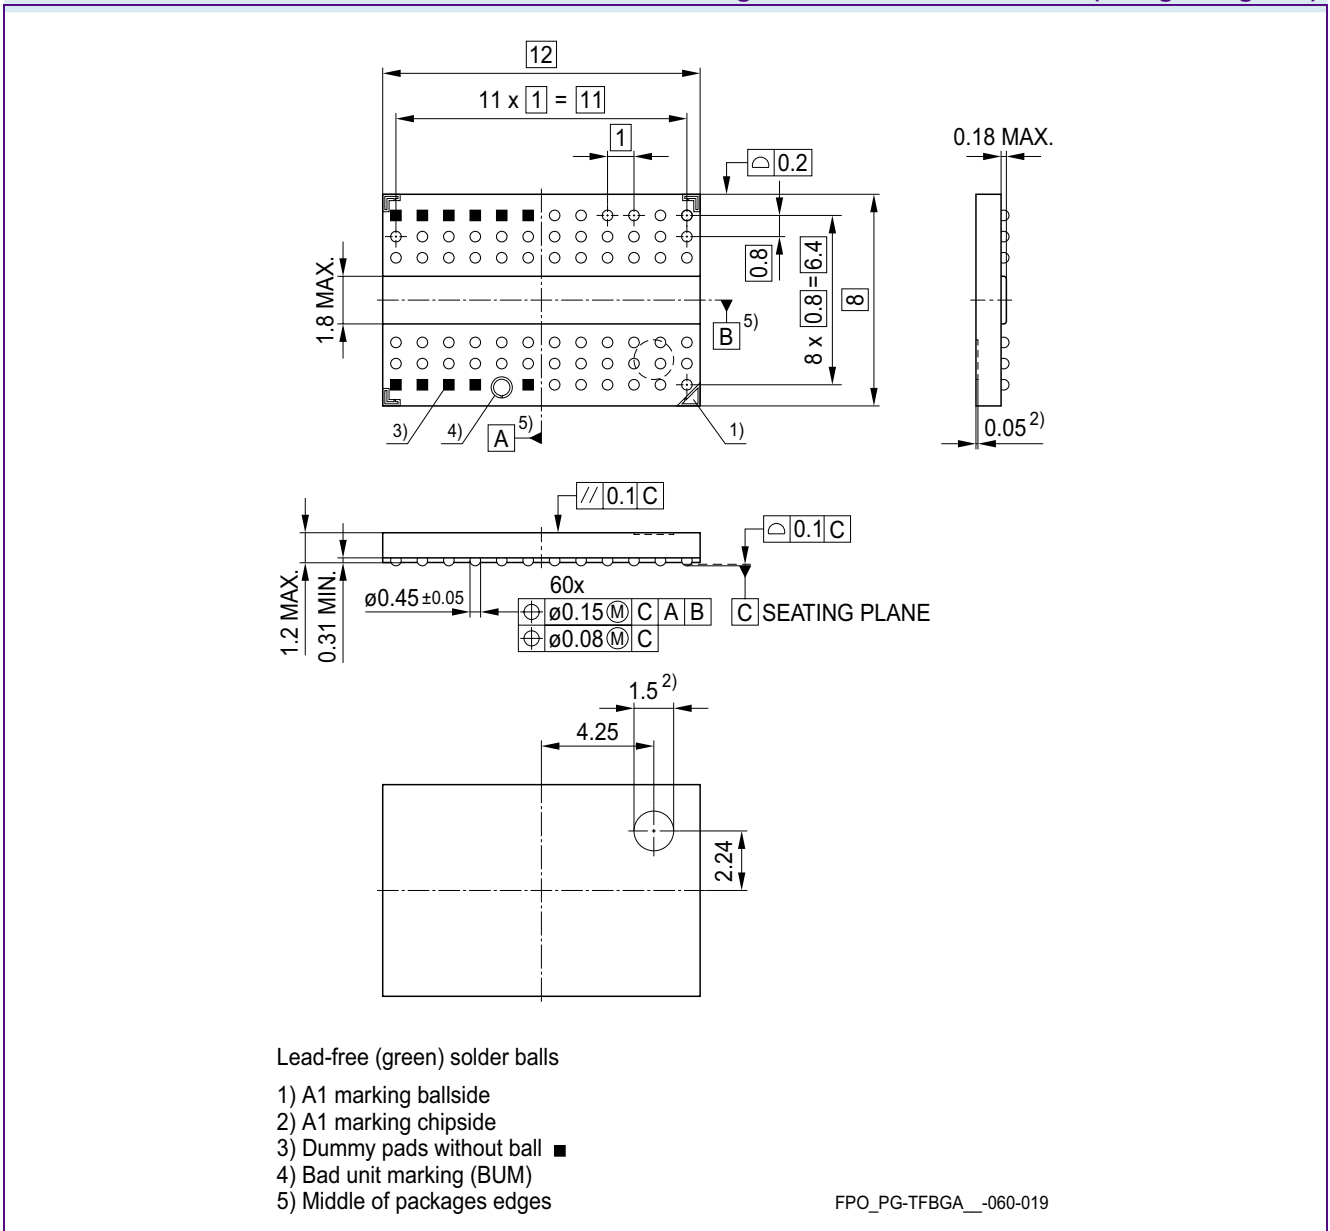 12
11 x 1 = 11
1
0.2
0.18 MAX.
1.8 MAX.
0.8
8 x 0.8 = 6.4
8
B 5)
3)
4)
A 5)
1)
0.05 2)
// 0.1 C
0.1 C
1.2 MAX.
0.31 MIN.
ø0.45 ±0.05
60x
ø0.15 Ⓜ C A B
ø0.08 Ⓜ C
C SEATING PLANE
1.5 2)
4.25
2.24
Lead-free (green) solder balls
1) A1 marking ballside
2) A1 marking chipside
3) Dummy pads without ball ■
4) Bad unit marking (BUM)
5) Middle of packages edges
FPO_PG-TFBGA__-060-019